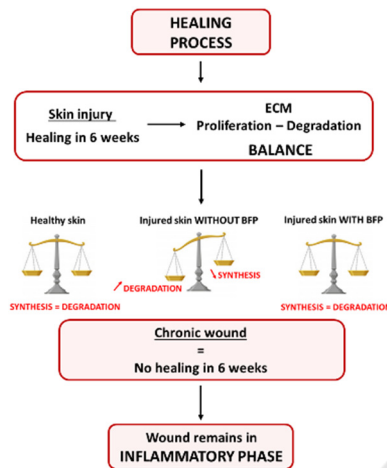 HEALING
PROCESS
Skin injury
Healing in 6 weeks
ECM
Proliferation – Degradation
BALANCE
Healthy skin
Injured skin WITHOUT BFP
Injured skin WITH BFP
SYNTHESIS
DEGRADATION
SYNTHESIS = DEGRADATION
SYNTHESIS = DEGRADATION
Chronic wound
=
No healing in 6 weeks
Wound remains in
INFLAMMATORY PHASE